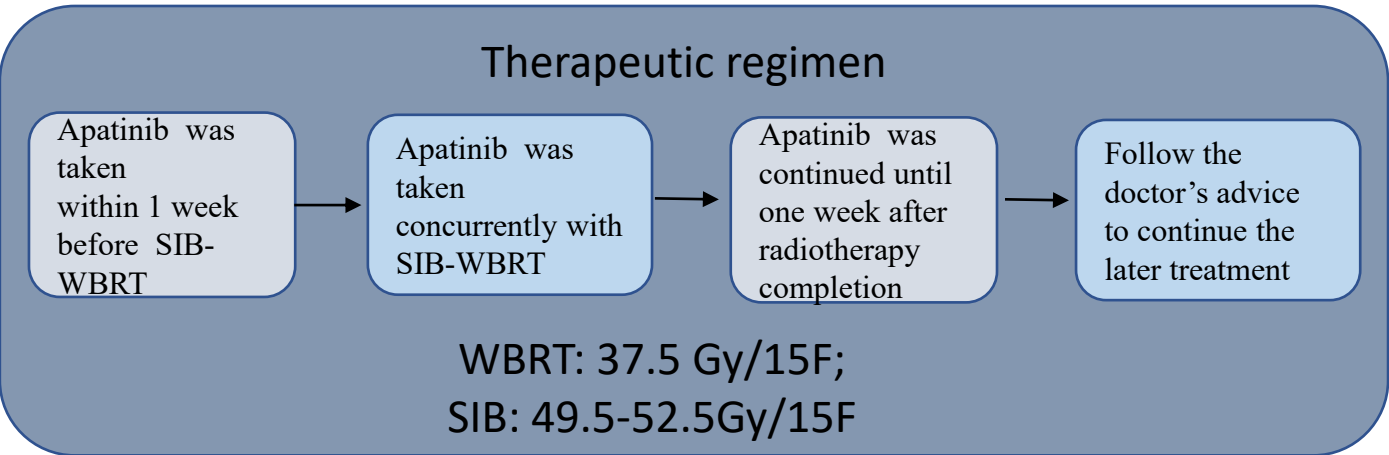 Therapeutic regimen
Apatinib was
taken
within 1 week
before SIB-
WBRT
Apatinib was
taken
concurrently with
SIB-WBRT
Apatinib was
continued until
one week after
radiotherapy
completion
Follow the
doctor’s advice
to continue the
later treatment
WBRT: 37.5 Gy/15F;
SIB: 49.5-52.5Gy/15F